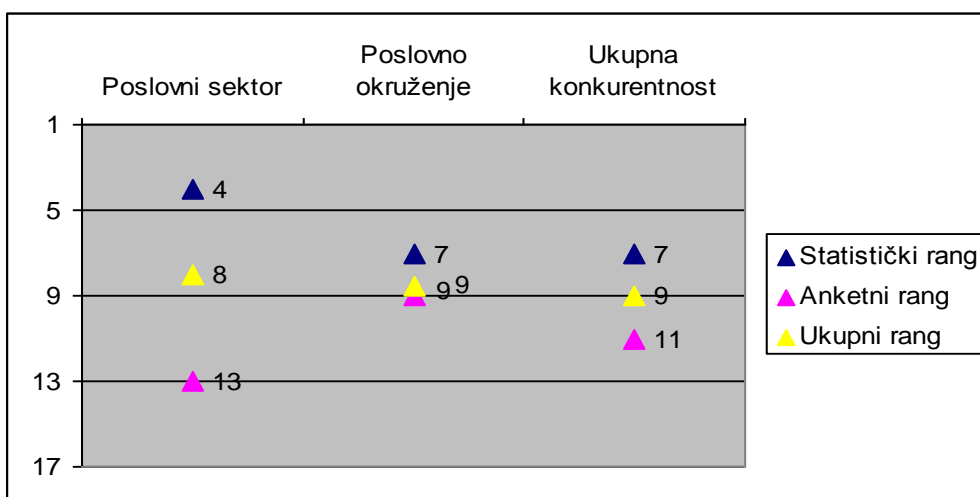 Poslovni sektor
Poslovno
okruženje
Ukupna
konkurentnost
1
5
9
13
17
4
8
13
7
9
9
7
9
11
Statistički rang
Anketni rang
Ukupni rang